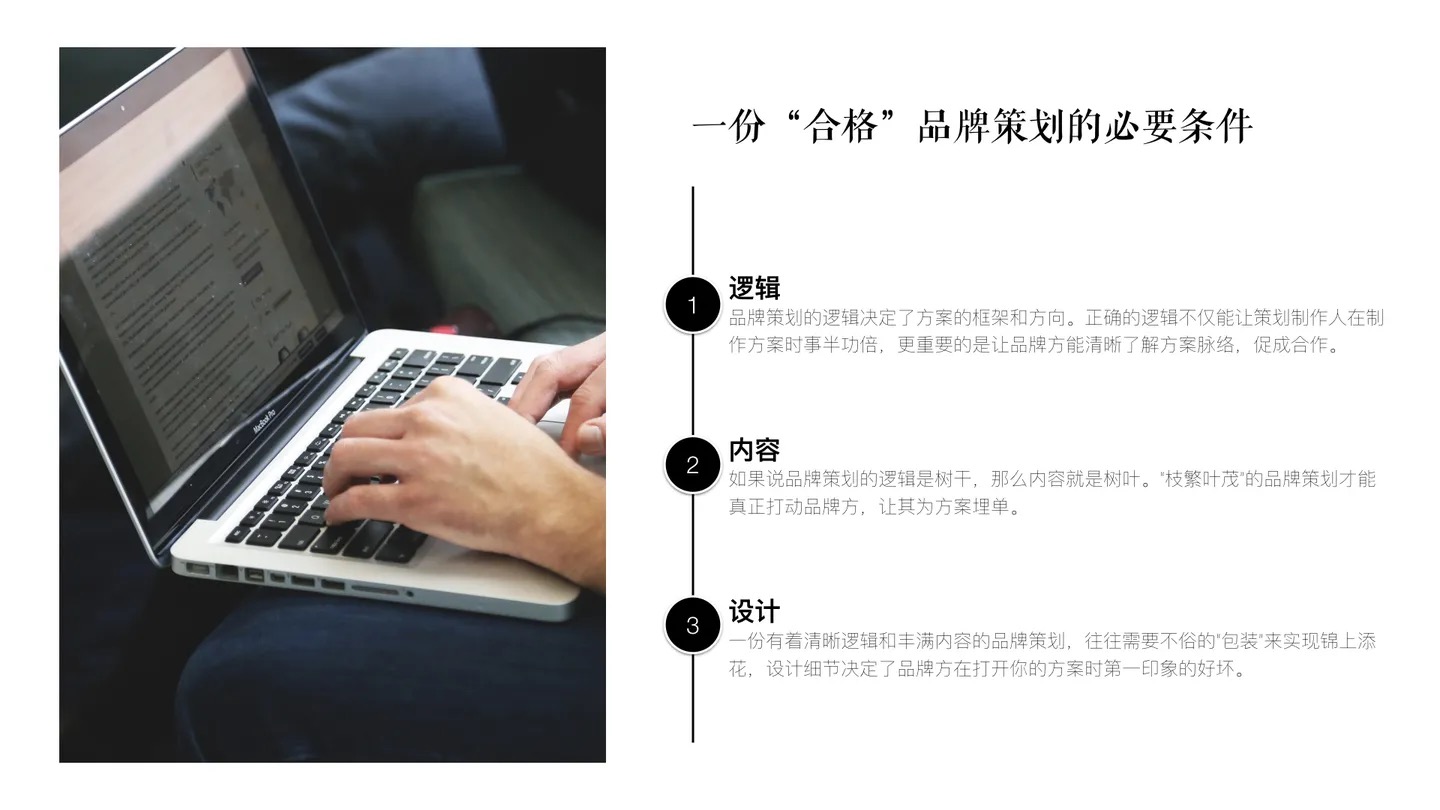 一份“合格”品牌策划的必要条件
1
逻辑
品牌策划的逻辑决定了方案的框架和方向。正确的逻辑不仅能让策划制作人在制
作方案时事半功倍，更重要的是让品牌方能清晰了解方案脉络，促成合作。
2
内容
如果说品牌策划的逻辑是树干，那么内容就是树叶。"枝繁叶茂"的品牌策划才能
真正打动品牌方，让其为方案埋单。
3
设计
一份有着清晰逻辑和丰满内容的品牌策划，往往需要不俗的"包装"来实现锦上添
花，设计细节决定了品牌方在打开你的方案时第一印象的好坏。
MacBook Pro